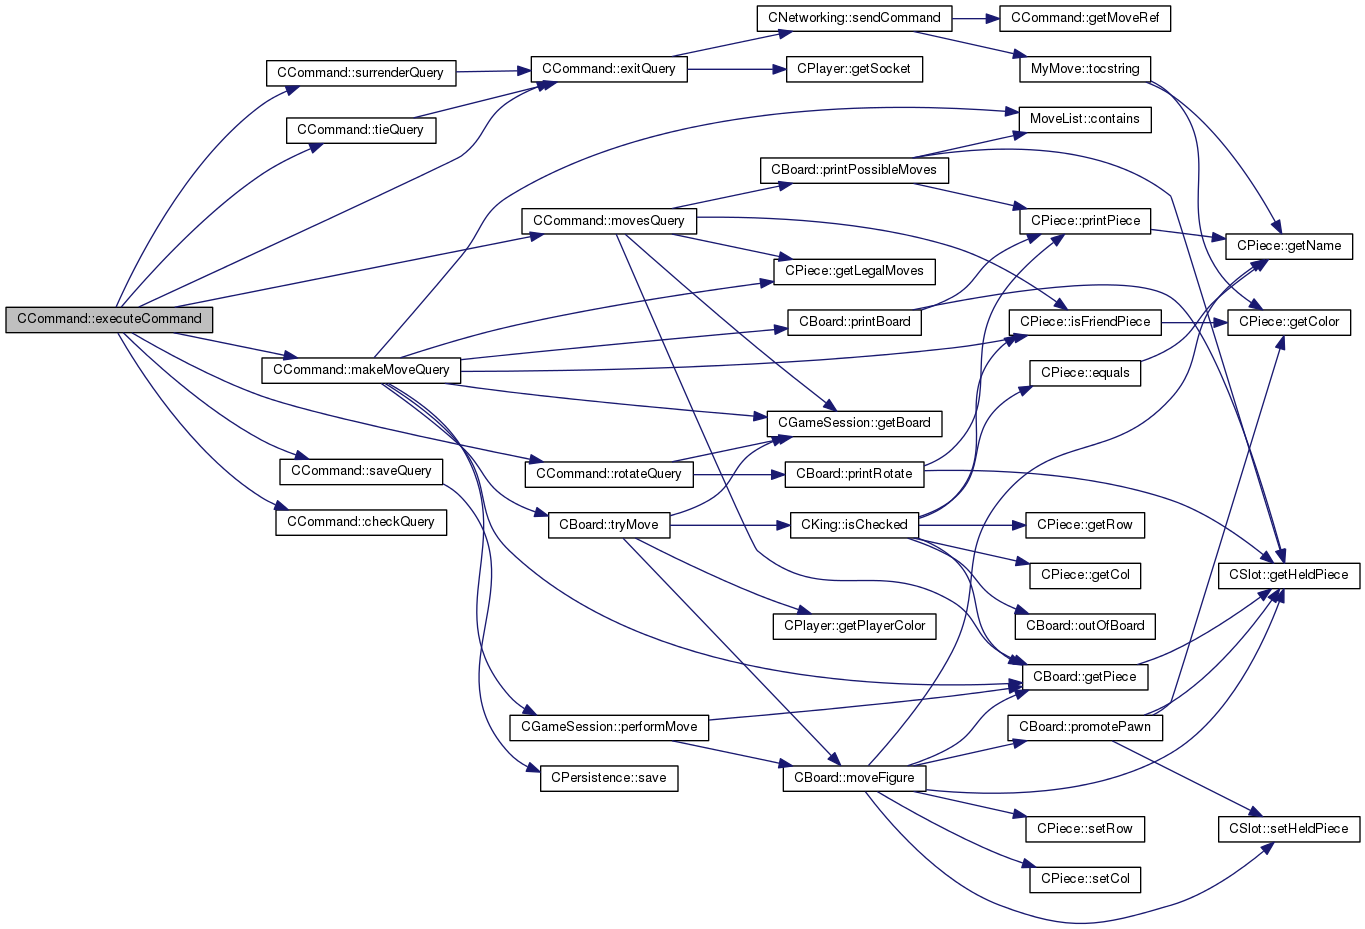 CCommand::executeCommand
CCommand::surrenderQuery
CCommand::tieQuery
CCommand::makeMoveQuery
CCommand::saveQuery
CCommand::checkQuery
CCommand::exitQuery
CCommand::movesQuery
CCommand::rotateQuery
CBoard::tryMove
CGameSession::performMove
CPersistence::save
CNetworking::sendCommand
CPlayer::getSocket
CBoard::printPossibleMoves
CPiece::getLegalMoves
CBoard::printBoard
CGameSession::getBoard
CBoard::printRotate
CKing::isChecked
CPlayer::getPlayerColor
CBoard::moveFigure
CCommand::getMoveRef
MyMove::tocstring
MoveList::contains
CPiece::printPiece
CPiece::isFriendPiece
CPiece::equals
CPiece::getRow
CPiece::getCol
CBoard::outOfBoard
CBoard::getPiece
CBoard::promotePawn
CPiece::setRow
CPiece::setCol
CPiece::getName
CPiece::getColor
CSlot::getHeldPiece
CSlot::setHeldPiece